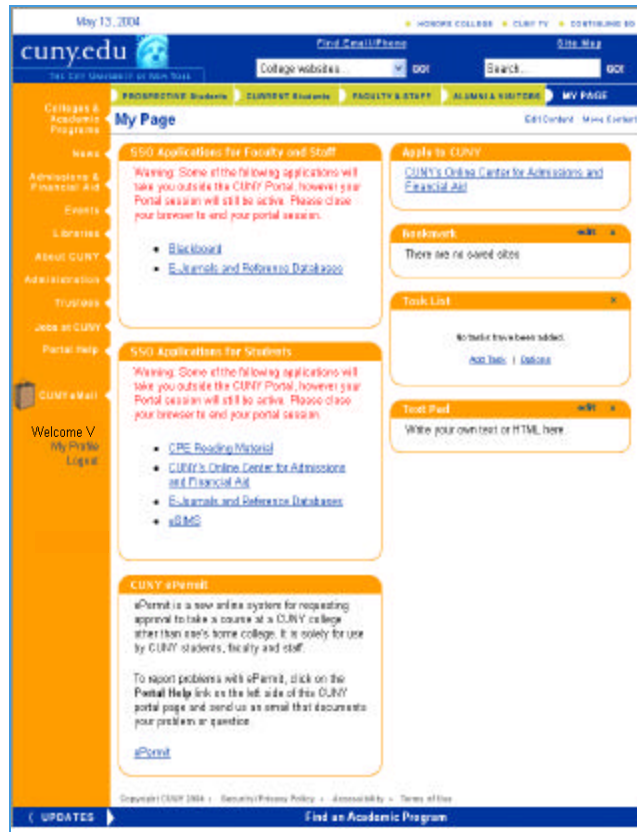 May 13, 2004
HONORS COLLEGE CUNY TV CONTINUING ED
cuny.edu
Find Email/Phone
Site Map
College websites
GO!
Search...
GO!
THE CITY UNIVERSITY OF NEW YORK
PROSPECTIVE Students
CURRENT Students
FACULTY & STAFF
ALUMNI & VISITORS
MY PAGE
My Page
Edit Content Move Content
Colleges &
Academic
Programs
News
Admissions &
Financial Aid
Events
Libraries
About CUNY
Administration
Trustees
Jobs at CUNY
Portal Help
CUNY eMail
Welcome V
My Profile
Logout
SSO Applications for Faculty and Staff
Warning: Some of the following applications will
take you outside the CUNY Portal, however your
Portal session will still be active. Please close
your browser to end your portal session.
• Blackboard
• E-Journals and Reference Databases
SSO Applications for Students
Warning: Some of the following applications will
take you outside the CUNY Portal, however your
Portal session will still be active. Please close
your browser to end your portal session.
• CPE Reading Material
• CUNY's Online Center for Admissions
and Financial Aid
• E-Journals and Reference Databases
• eSIMS
CUNY ePermit
ePermit is a new online system for requesting
approval to take a course at a CUNY college
other than one's home college. It is solely for use
by CUNY students, faculty and staff.
To report problems with ePermit, click on the
Portal Help link on the left side of this CUNY
portal page and send us an email that documents
your problem or question
ePermit
Apple to CUNY
CUNY's Online Center for Admissions and
Financial Aid
Bookmark
edit x
There are no saved sites
Task List
x
No tasks have been added.
Add Task | Options
Text Pad
edit x
Write your own text or HTML here.
Copyright CUNY 2004 Security/Privacy Policy Accessibility Terms of Use
UPDATES
Find an Academic Program